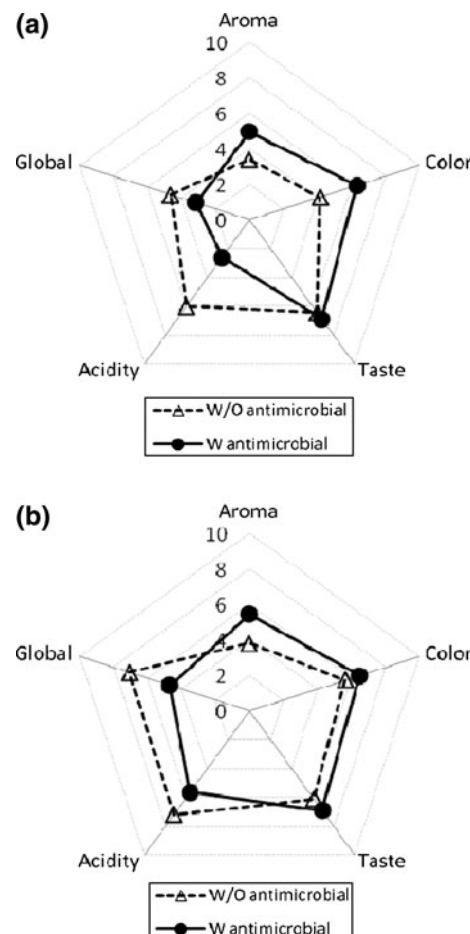 (a)
Aroma
10
8
6
4
2
0
Global
Color
Acidity
Taste
W/O antimicrobial
W antimicrobial
(b)
Aroma
10
8
6
4
2
0
Global
Color
Acidity
Taste
W/O antimicrobial
W antimicrobial